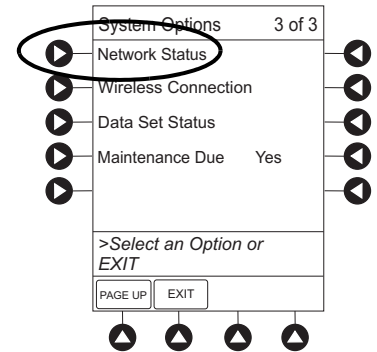 System Options 3 of 3
Network Status
Wireless Connection
Data Set Status
Maintenance Due Yes
>Select an Option or
EXIT
PAGE UP EXIT